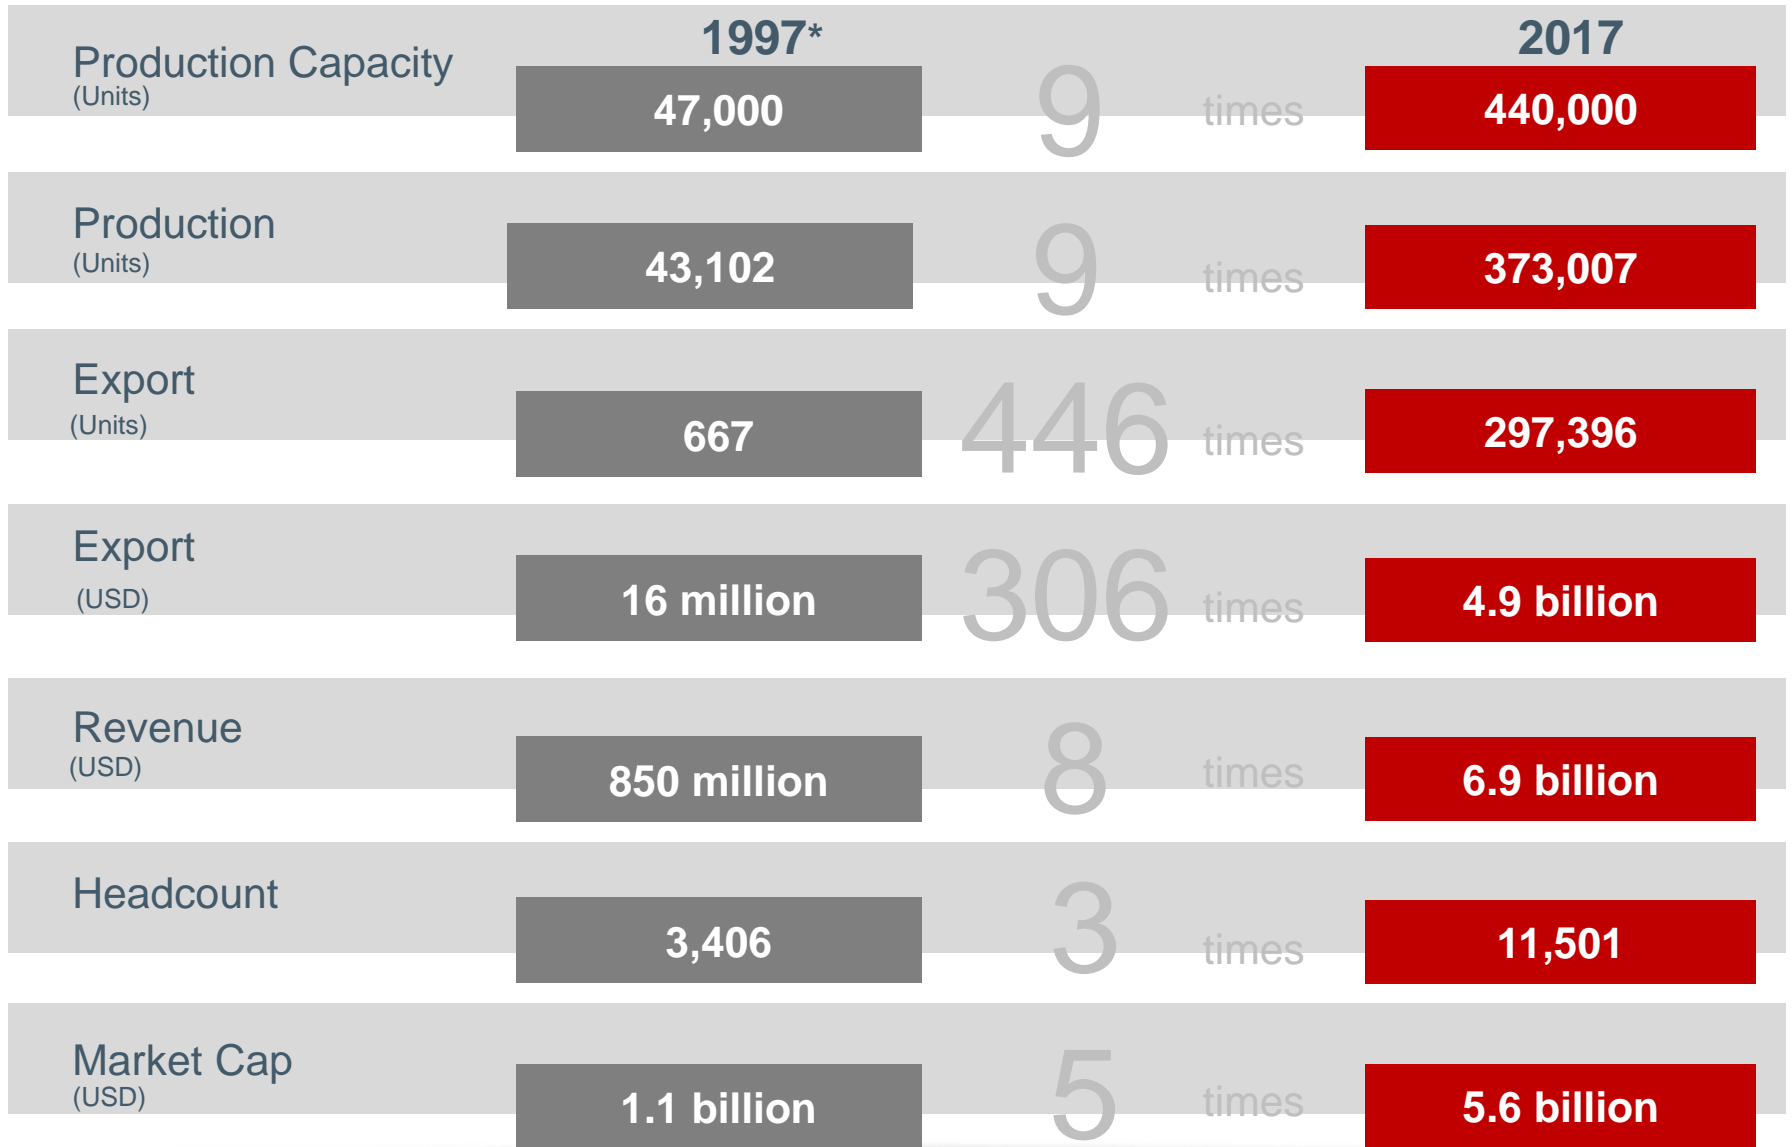 1997* 2017
Production Capacity
(Units)
47,000 9 times 440,000
Production
(Units)
43,102 9 times 373,007
Export
(Units)
667 446 times 297,396
Export
(USD)
16 million 306 times 4.9 billion
Revenue
(USD)
850 million 8 times 6.9 billion
Headcount
3,406 3 times 11,501
Market Cap
(USD)
1.1 billion 5 times 5.6 billion